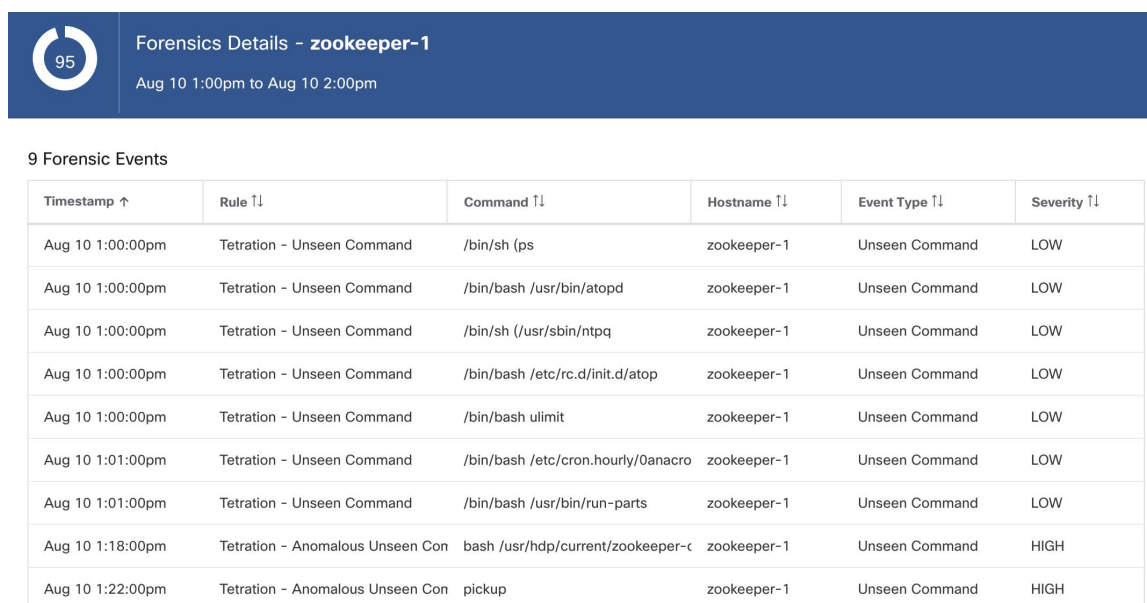 95
Forensics Details - zookeeper-1
Aug 10 1:00pm to Aug 10 2:00pm
9 Forensic Events
Timestamp ↑ Rule ↑↓ Command ↑↓ Hostname ↑↓ Event Type ↑↓ Severity ↑↓
Aug 10 1:00:00pm Tetration - Unseen Command /bin/sh (ps zookeeper-1 Unseen Command LOW
Aug 10 1:00:00pm Tetration - Unseen Command /bin/bash /usr/bin/atopd zookeeper-1 Unseen Command LOW
Aug 10 1:00:00pm Tetration - Unseen Command /bin/sh (/usr/sbin/ntpq zookeeper-1 Unseen Command LOW
Aug 10 1:00:00pm Tetration - Unseen Command /bin/bash /etc/rc.d/init.d/atop zookeeper-1 Unseen Command LOW
Aug 10 1:00:00pm Tetration - Unseen Command /bin/bash ulimit zookeeper-1 Unseen Command LOW
Aug 10 1:01:00pm Tetration - Unseen Command /bin/bash /etc/cron.hourly/0anacro zookeeper-1 Unseen Command LOW
Aug 10 1:01:00pm Tetration - Unseen Command /bin/bash /usr/bin/run-parts zookeeper-1 Unseen Command LOW
Aug 10 1:18:00pm Tetration - Anomalous Unseen Con bash /usr/hdp/current/zookeeper-c zookeeper-1 Unseen Command HIGH
Aug 10 1:22:00pm Tetration - Anomalous Unseen Con pickup zookeeper-1 Unseen Command HIGH